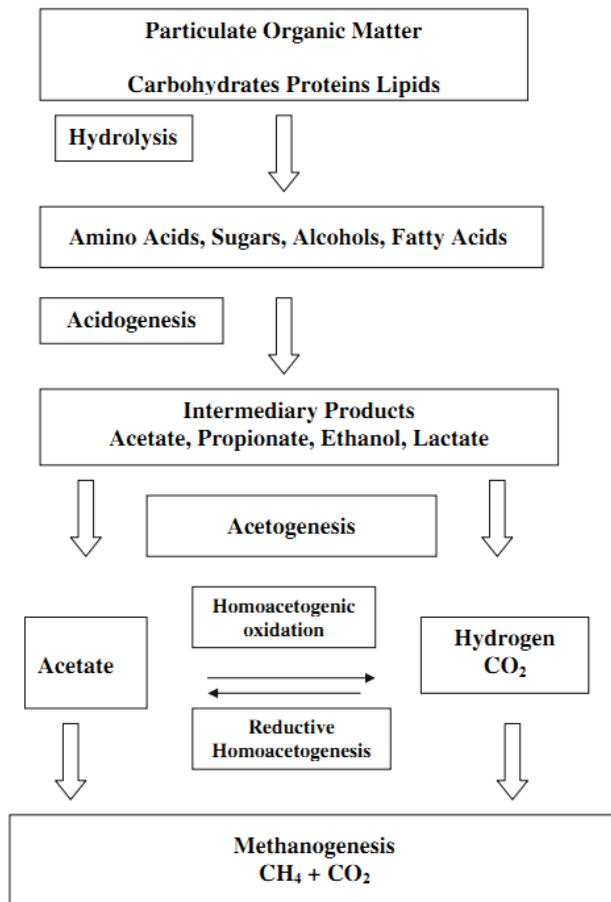 Particulate Organic Matter
Carbohydrates Proteins Lipids
Hydrolysis
Amino Acids, Sugars, Alcohols, Fatty Acids
Acidogenesis
Intermediary Products
Acetate, Propionate, Ethanol, Lactate
Acetogenesis
Homoacetogenic
oxidation
Acetate
Hydrogen
CO₂
Reductive
Homoacetogenesis
Methanogenesis
CH₄ + CO₂